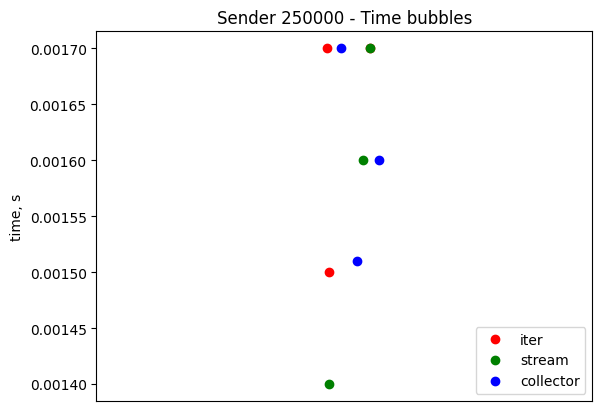 Sender 250000 - Time bubbles
time, s
0.00170
0.00165
0.00160
0.00155
0.00150
0.00145
0.00140
iter
stream
collector